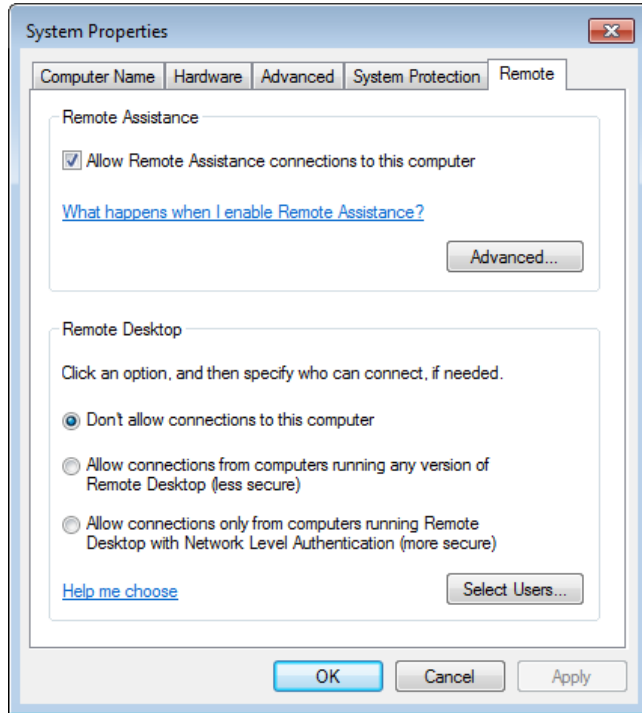 System Properties
Computer Name Hardware Advanced System Protection Remote
Remote Assistance
Allow Remote Assistance connections to this computer
What happens when I enable Remote Assistance?
Advanced...
Remote Desktop
Click an option, and then specify who can connect, if needed.
Don't allow connections to this computer
Allow connections from computers running any version of
Remote Desktop (less secure)
Allow connections only from computers running Remote
Desktop with Network Level Authentication (more secure)
Help me choose
Select Users...
OK Cancel Apply